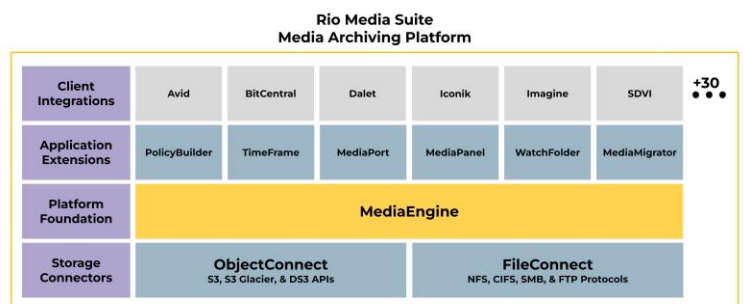 Rio Media Suite
Media Archiving Platform
Client
Integrations
Avid
BitCentral
Dalet
Iconik
Imagine
SDVI
+30
Application
Extensions
PolicyBuilder
TimeFrame
MediaPort
MediaPanel
WatchFolder
MediaMigrator
Platform
Foundation
MediaEngine
Storage
Connectors
ObjectConnect
S3, S3 Glacier, & DS3 APIs
FileConnect
NFS, CIFS, SMB, & FTP Protocols